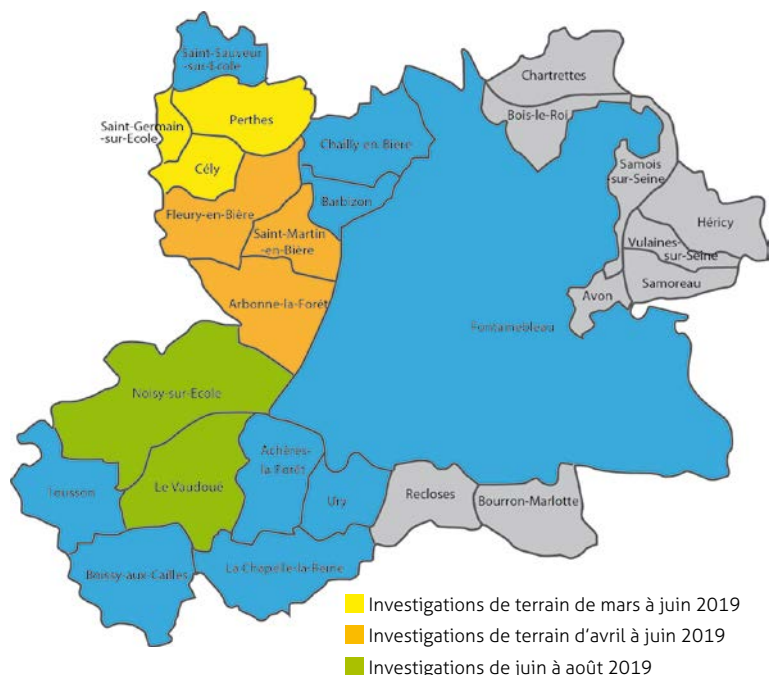 Saint-Sauveur
-sur-Ecole
Chartrettes
Bois-le-Roi
Saint-Germain
-sur-Ecole
Perthes
Chailly-en-Bière
Cély
Samois
-sur-Seine
Barbizon
Fleury-en-Bière
Héricy
Saint-Martin
-en-Bière
Vulaines-
sur-Seine
Samoreau
Avon
Arbonne-la-Forêt
Fontainebleau
Noisy-sur-Ecole
Achères-
la-Forêt
Le Vaudoué
Tousson
Ury
Recloses
Bourron-Marlotte
La Chapelle-la-Reine
Boissy-aux-Cailles
Investigations de terrain de mars à juin 2019
Investigations de terrain d’avril à juin 2019
Investigations de juin à août 2019